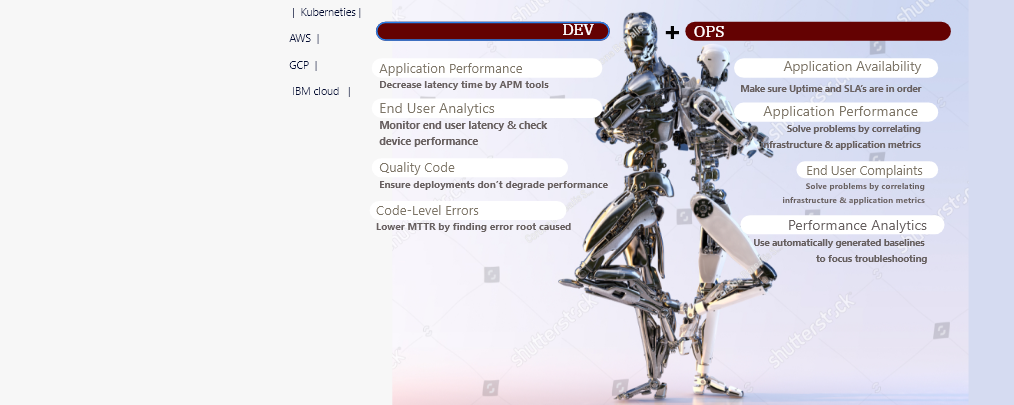 | Kuberneties |
AWS |
GCP |
IBM cloud |
DEV + OPS
Application Performance
Decrease latency time by APM tools
End User Analytics
Monitor end user latency & check
device performance
Quality Code
Ensure deployments don't degrade performance
Code-Level Errors
Lower MTTR by finding error root caused
Application Availability
Make sure Uptime and SLA's are in order
Application Performance
Solve problems by correlating
infrastructure & application metrics
End User Complaints
Solve problems by correlating
infrastructure & application metrics
Performance Analytics
Use automatically generated baselines
to focus troubleshooting
shutterstock
shutterstock